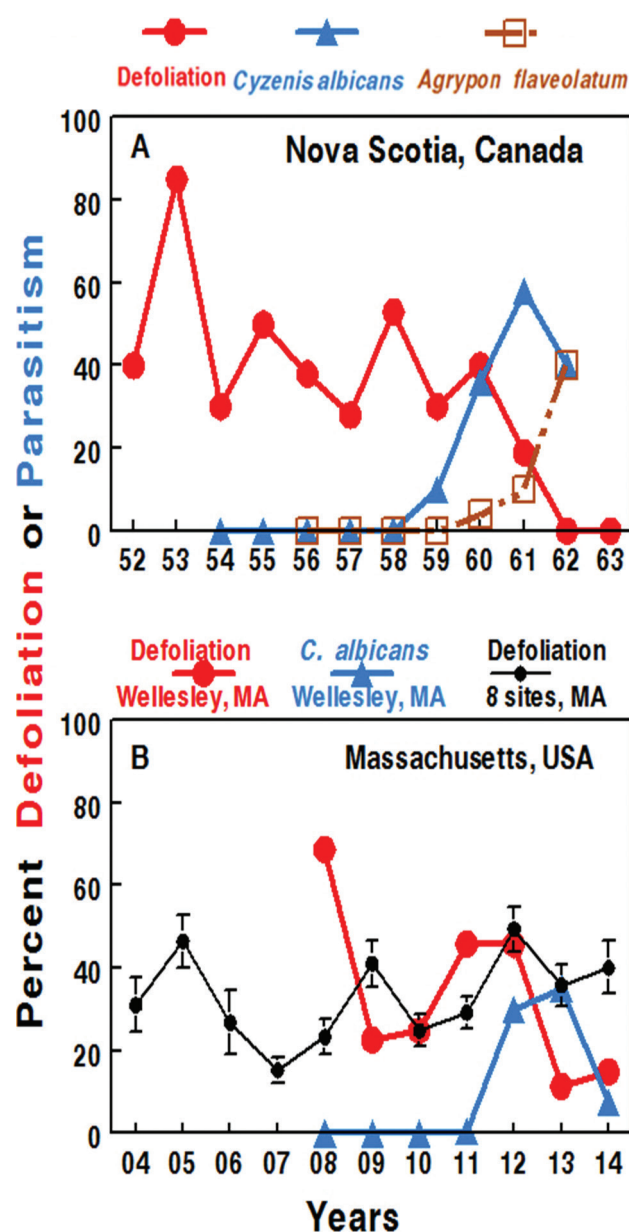 Defoliation Cyzenis albicans Agrypon flaveolatum
Percent Defoliation or Parasitism
A Nova Scotia, Canada
100
80
60
40
20
0
52 53 54 55 56 57 58 59 60 61 62 63
Defoliation C. albicans Defoliation
Wellesley, MA Wellesley, MA 8 sites, MA
B Massachusetts, USA
100
80
60
40
20
0
04 05 06 07 08 09 10 11 12 13 14
Years